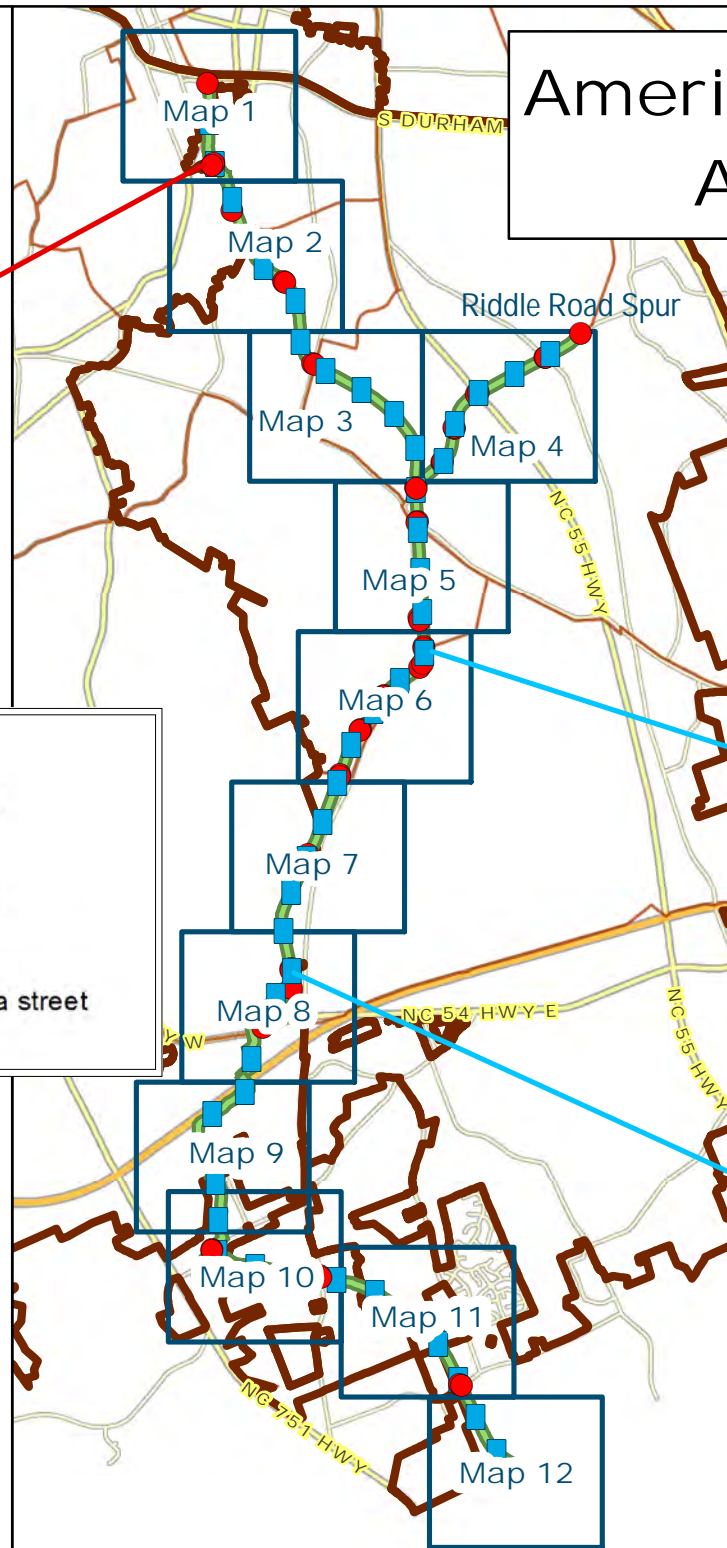 Ameri
A
Map 1
S DURHAM
Map 2
Riddle Road Spur
Map 3
Map 4
NC 55 HWY
Map 5
Map 6
Map 7
a street
Map 8
Y W
NC 54 HWY E
NC 55 HWY
Map 9
Map 10
Map 11
NC 751 HWY
Map 12